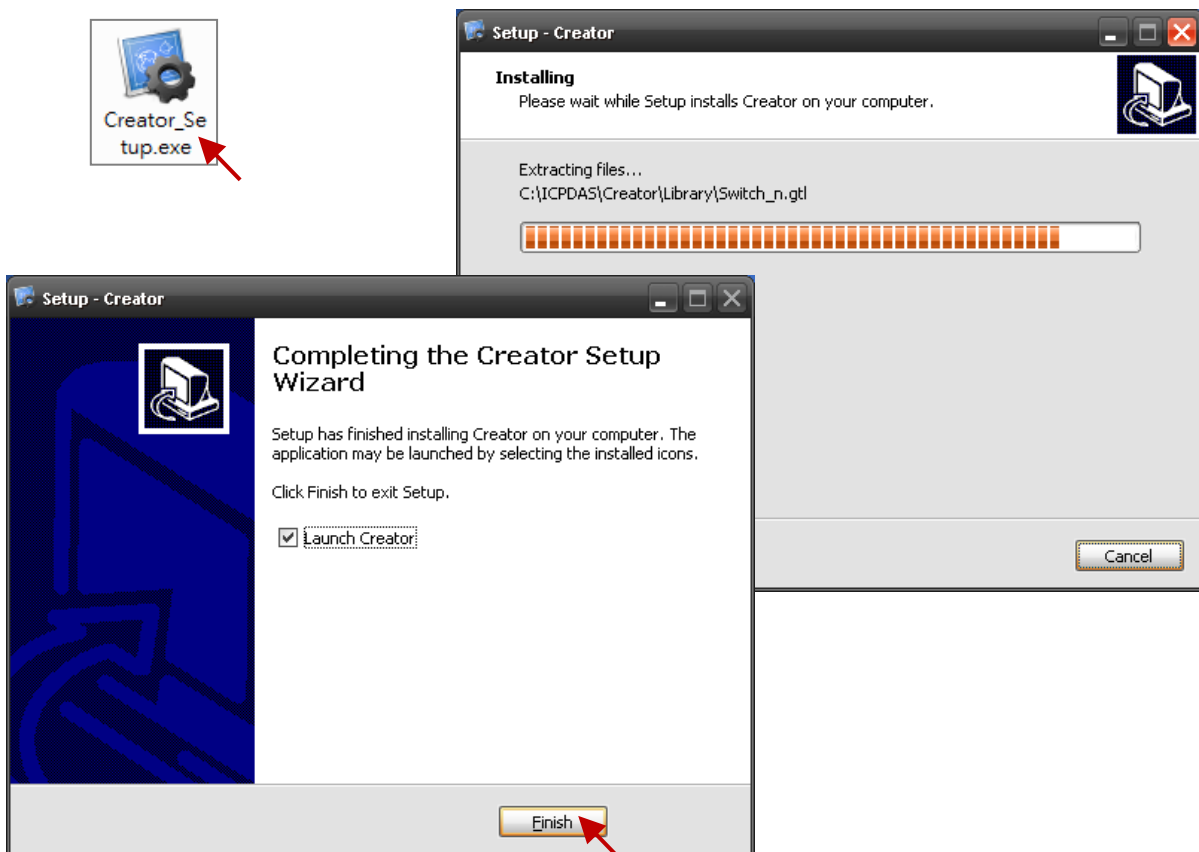 Creator_Se
tup.exe
Setup - Creator
Installing
Please wait while Setup installs Creator on your computer.
Extracting files...
C:\ICPDAS\Creator\Library\Switch_n.gtl
Cancel
Setup - Creator
Completing the Creator Setup
Wizard
Setup has finished installing Creator on your computer. The
application may be launched by selecting the installed icons.
Click Finish to exit Setup.
Launch Creator
Finish